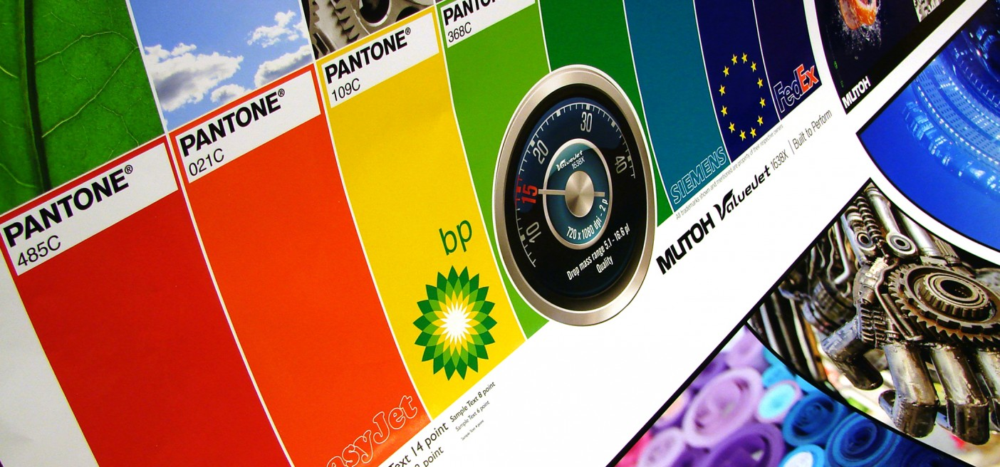 PANTONE®
485C
PANTONE®
021C
PANTONE®
109C
PANTO
368C
asyJet
bp
10
15
20
30
40
ValueJet
1638X
720 x 1080 dpi - 2 p
Drop mass range 5.1 - 16.6 pl
Quality
SIEMENS
FedEx
MUTOH
All trademarks shown and mentioned are property of their respective owners
MUTOH ValueJet 1638X | Built to Perform
Text 14 point
point
Sample Text 8 point
Sample Text 6 point
Sample Text 4 point